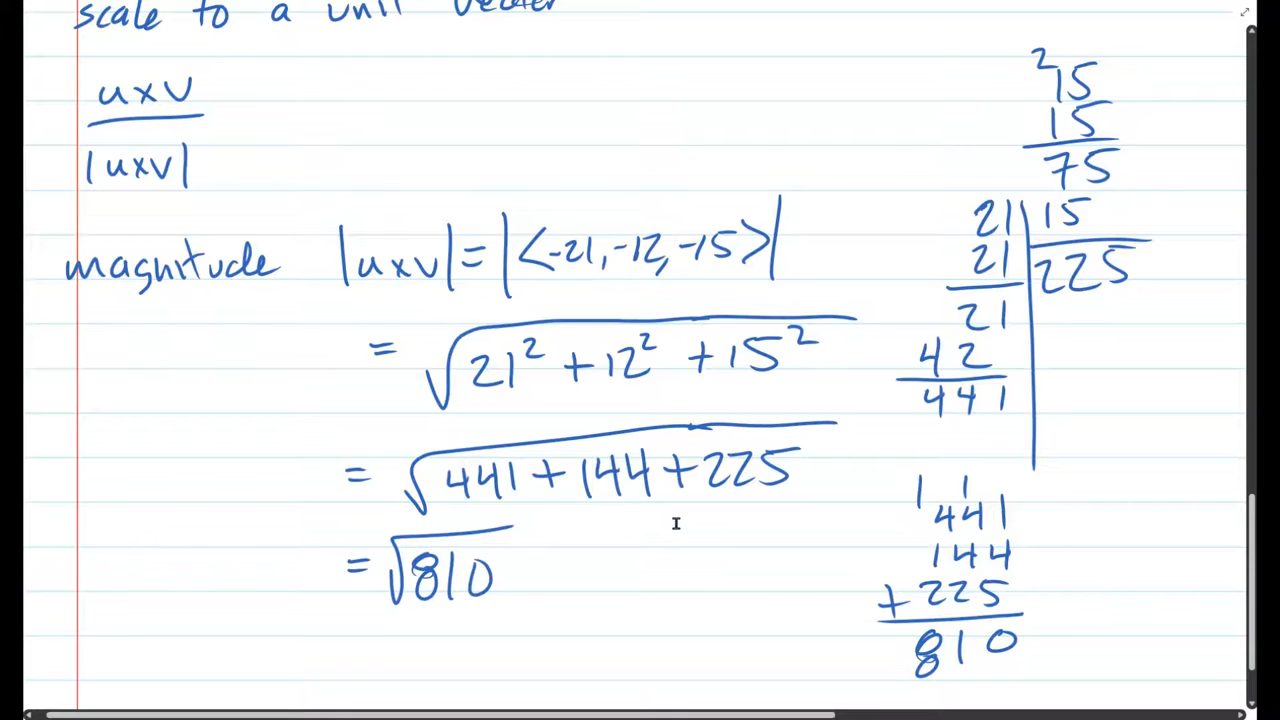 scale to a unit vector
u×v
|u×v|
magnitude |u×v| = |<-21,-12,-15>|
= √21² + 12² + 15²
= √441 + 144 + 225
= √810
2
15
15
75
15
225
21
21
21
42
441
1 1
441
144
+225
810